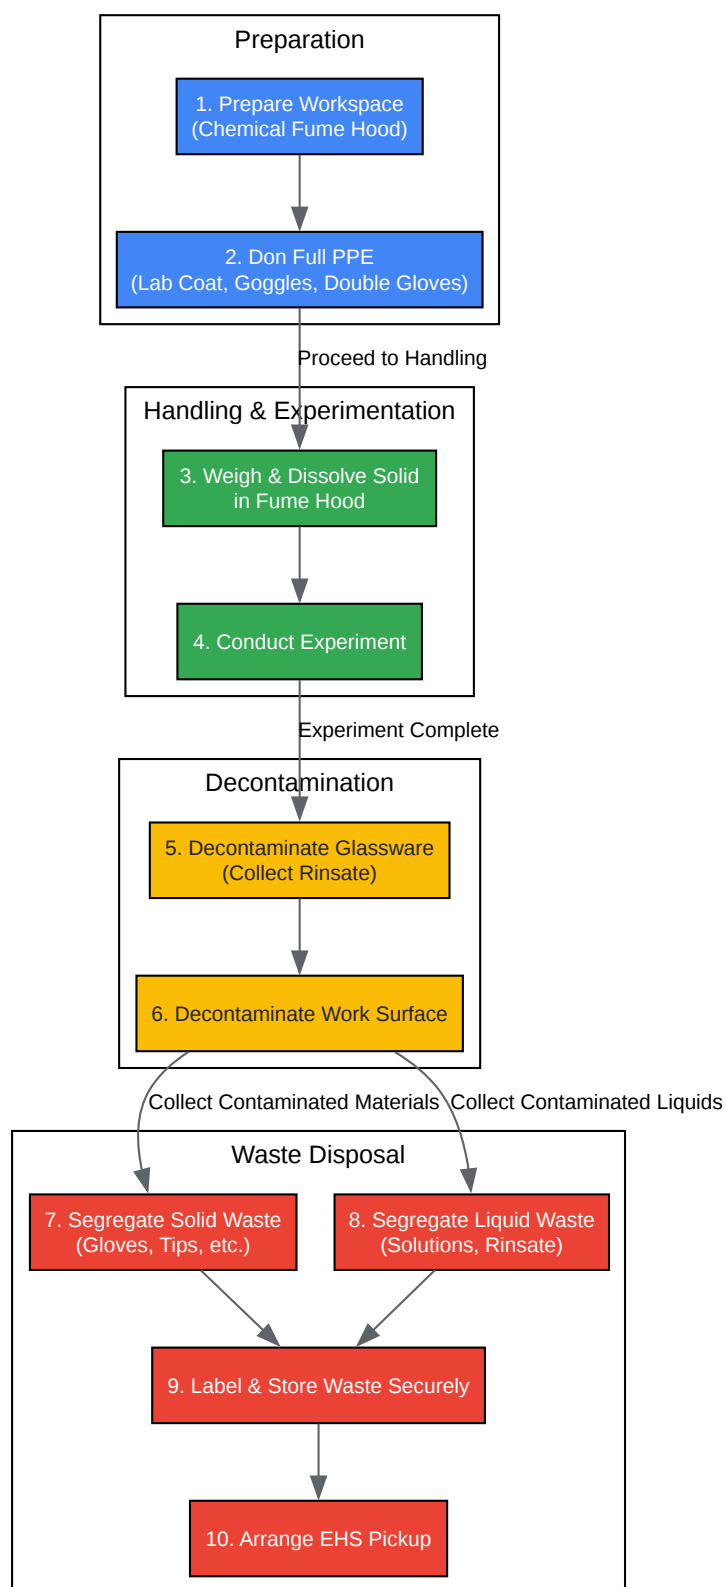 Preparation
1. Prepare Workspace
(Chemical Fume Hood)
2. Don Full PPE
(Lab Coat, Goggles, Double Gloves)
Proceed to Handling
Handling & Experimentation
3. Weigh & Dissolve Solid
in Fume Hood
4. Conduct Experiment
Experiment Complete
Decontamination
5. Decontaminate Glassware
(Collect Rinsate)
6. Decontaminate Work Surface
Collect Contaminated Materials
Collect Contaminated Liquids
Waste Disposal
7. Segregate Solid Waste
(Gloves, Tips, etc.)
8. Segregate Liquid Waste
(Solutions, Rinsate)
9. Label & Store Waste Securely
10. Arrange EHS Pickup